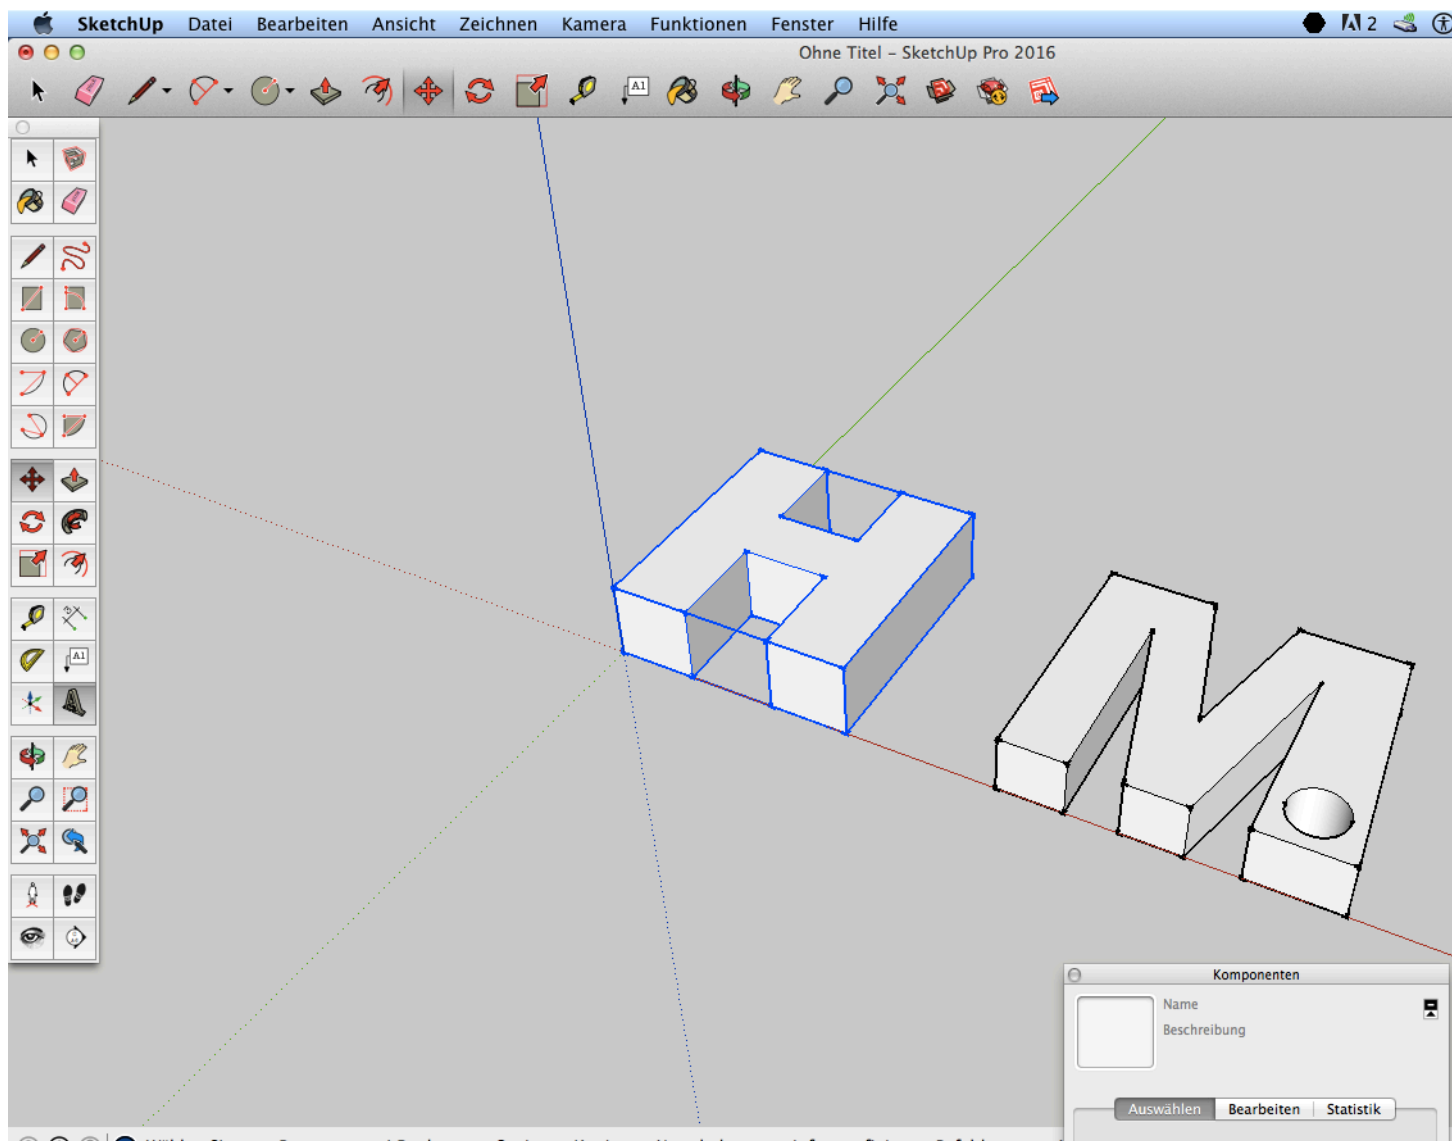 SketchUp Datei Bearbeiten Ansicht Zeichnen Kamera Funktionen Fenster Hilfe 2
Ohne Titel – SketchUp Pro 2016
A1
A1
H
M
Komponenten
Name
Beschreibung
Auswählen Bearbeiten Statistik